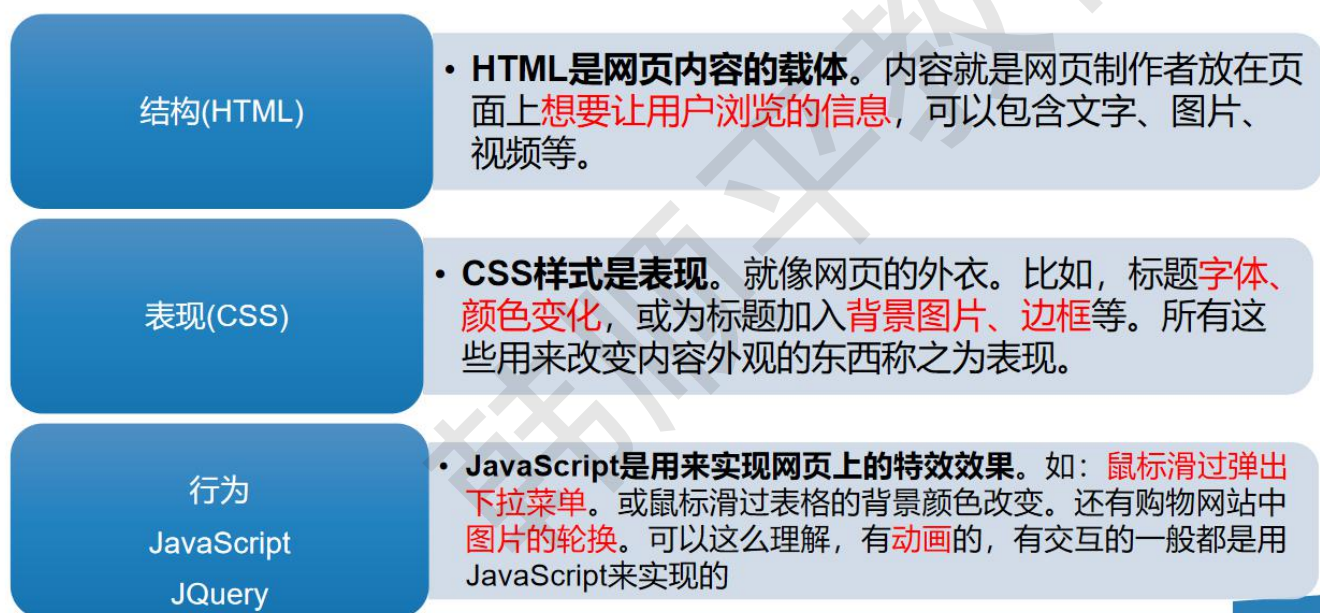 结构(HTML)
• HTML是网页内容的载体。内容就是网页制作者放在页
面上想要让用户浏览的信息，可以包含文字、图片、
视频等。
表现(CSS)
• CSS样式是表现。就像网页的外衣。比如，标题字体、
颜色变化，或为标题加入背景图片、边框等。所有这
些用来改变内容外观的东西称之为表现。
行为
JavaScript
JQuery
• JavaScript是用来实现网页上的特效效果。如：鼠标滑过弹出
下拉菜单。或鼠标滑过表格的背景颜色改变。还有购物网站中
图片的轮换。可以这么理解，有动画的，有交互的一般都是用
JavaScript来实现的
韩顺平教